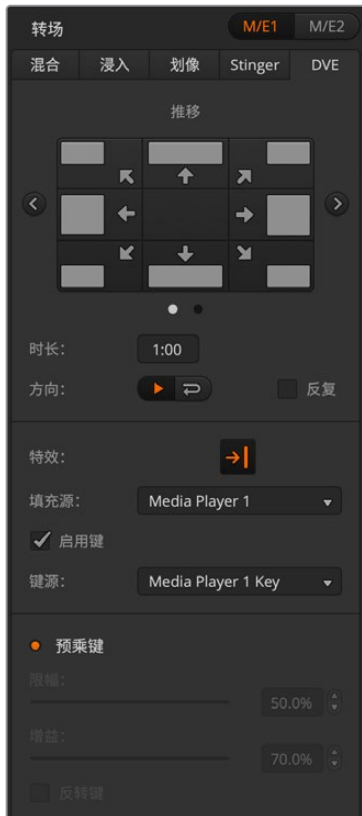 转场 M/E1 M/E2
混合 浸入 划像 Stinger DVE
推移
时长: 1:00
方向: 反复
特效:
填充源: Media Player 1
启用键
键源: Media Player 1 Key
预乘键
限幅:
50.0%
增益:
70.0%
反转键